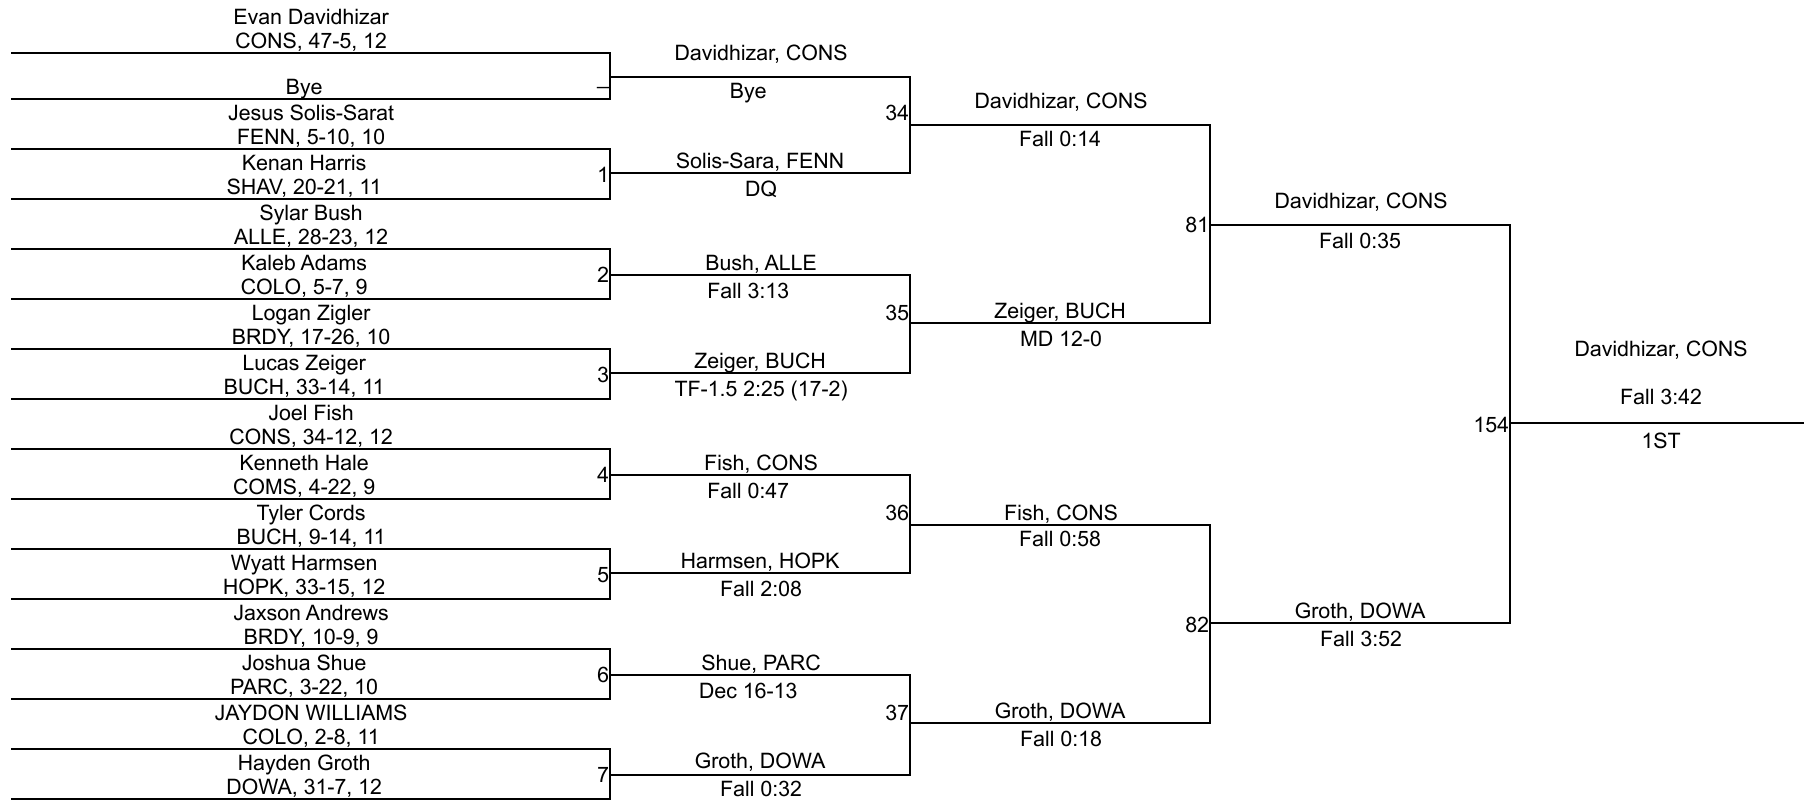 Evan Davidhizar
CONS, 47-5, 12
Bye
Jesus Solis-Sarat
FENN, 5-10, 10
Kenan Harris
SHAV, 20-21, 11
Sylar Bush
ALLE, 28-23, 12
Kaleb Adams
COLO, 5-7, 9
Logan Zigler
BRDY, 17-26, 10
Lucas Zeiger
BUCH, 33-14, 11
Joel Fish
CONS, 34-12, 12
Kenneth Hale
COMS, 4-22, 9
Tyler Cords
BUCH, 9-14, 11
Wyatt Harmsen
HOPK, 33-15, 12
Jaxson Andrews
BRDY, 10-9, 9
Joshua Shue
PARC, 3-22, 10
JAYDON WILLIAMS
COLO, 2-8, 11
Hayden Groth
DOWA, 31-7, 12
–
1
2
3
4
5
6
7
Davidhizar, CONS
Bye
Solis-Sara, FENN
DQ
Bush, ALLE
Fall 3:13
Zeiger, BUCH
TF-1.5 2:25 (17-2)
Fish, CONS
Fall 0:47
Harmsen, HOPK
Fall 2:08
Shue, PARC
Dec 16-13
Groth, DOWA
Fall 0:32
34
35
36
37
Davidhizar, CONS
Fall 0:14
Zeiger, BUCH
MD 12-0
Fish, CONS
Fall 0:58
Groth, DOWA
Fall 0:18
81
82
Davidhizar, CONS
Fall 0:35
Groth, DOWA
Fall 3:52
154
Davidhizar, CONS
Fall 3:42
1ST